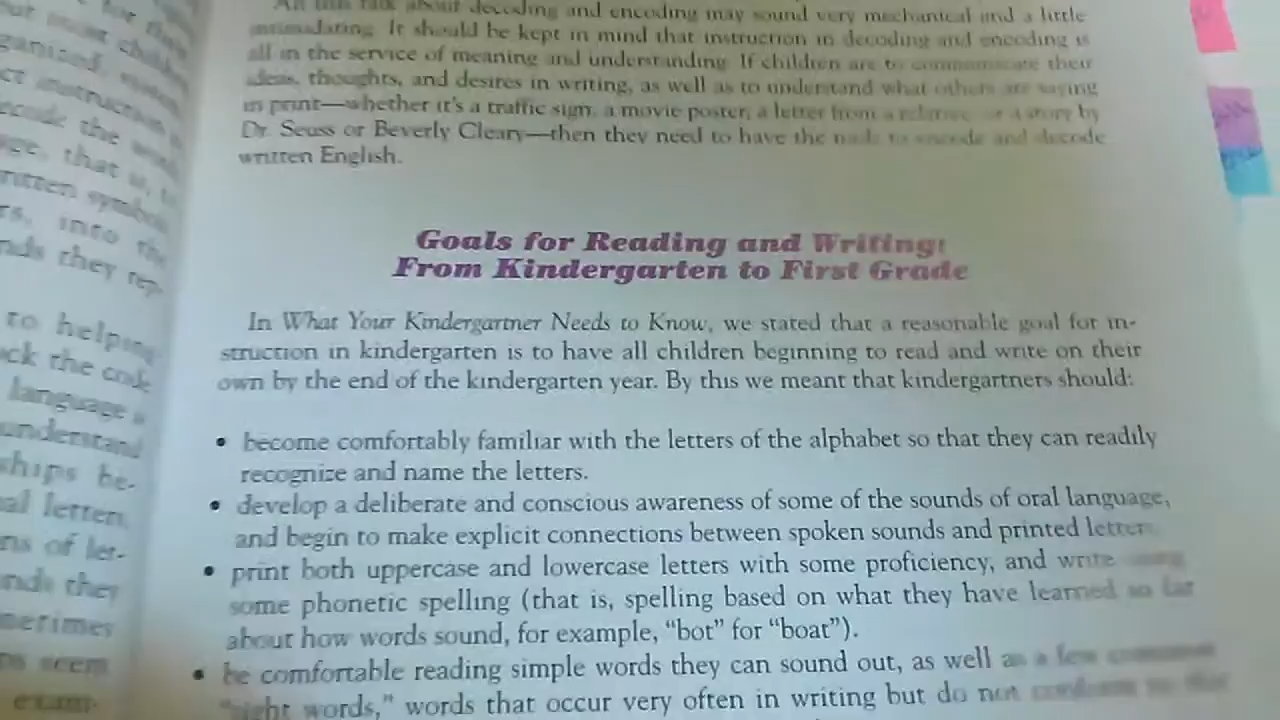 All this talk about decoding and encoding may sound very mechanical and a little
intimidating. It should be kept in mind that instruction in decoding and encoding is
all in the service of meaning and understanding. If children are to communicate their
ideas, thoughts, and desires in writing, as well as to understand what others are saying
in print—whether it's a traffic sign, a movie poster, a letter from a relative, or a story by
Dr. Seuss or Beverly Cleary—then they need to have the tools to encode and decode
written English.
Goals for Reading and Writing:
From Kindergarten to First Grade
In What Your Kindergartner Needs to Know, we stated that a reasonable goal for in-
struction in kindergarten is to have all children beginning to read and write on their
own by the end of the kindergarten year. By this we meant that kindergartners should:
• become comfortably familiar with the letters of the alphabet so that they can readily
recognize and name the letters.
• develop a deliberate and conscious awareness of some of the sounds of oral language,
and begin to make explicit connections between spoken sounds and printed letters.
• print both uppercase and lowercase letters with some proficiency, and write using
some phonetic spelling (that is, spelling based on what they have learned so far
about how words sound, for example, "bot" for "boat").
• be comfortable reading simple words they can sound out, as well as a few common
"sight words," words that occur very often in writing but do not conform to the